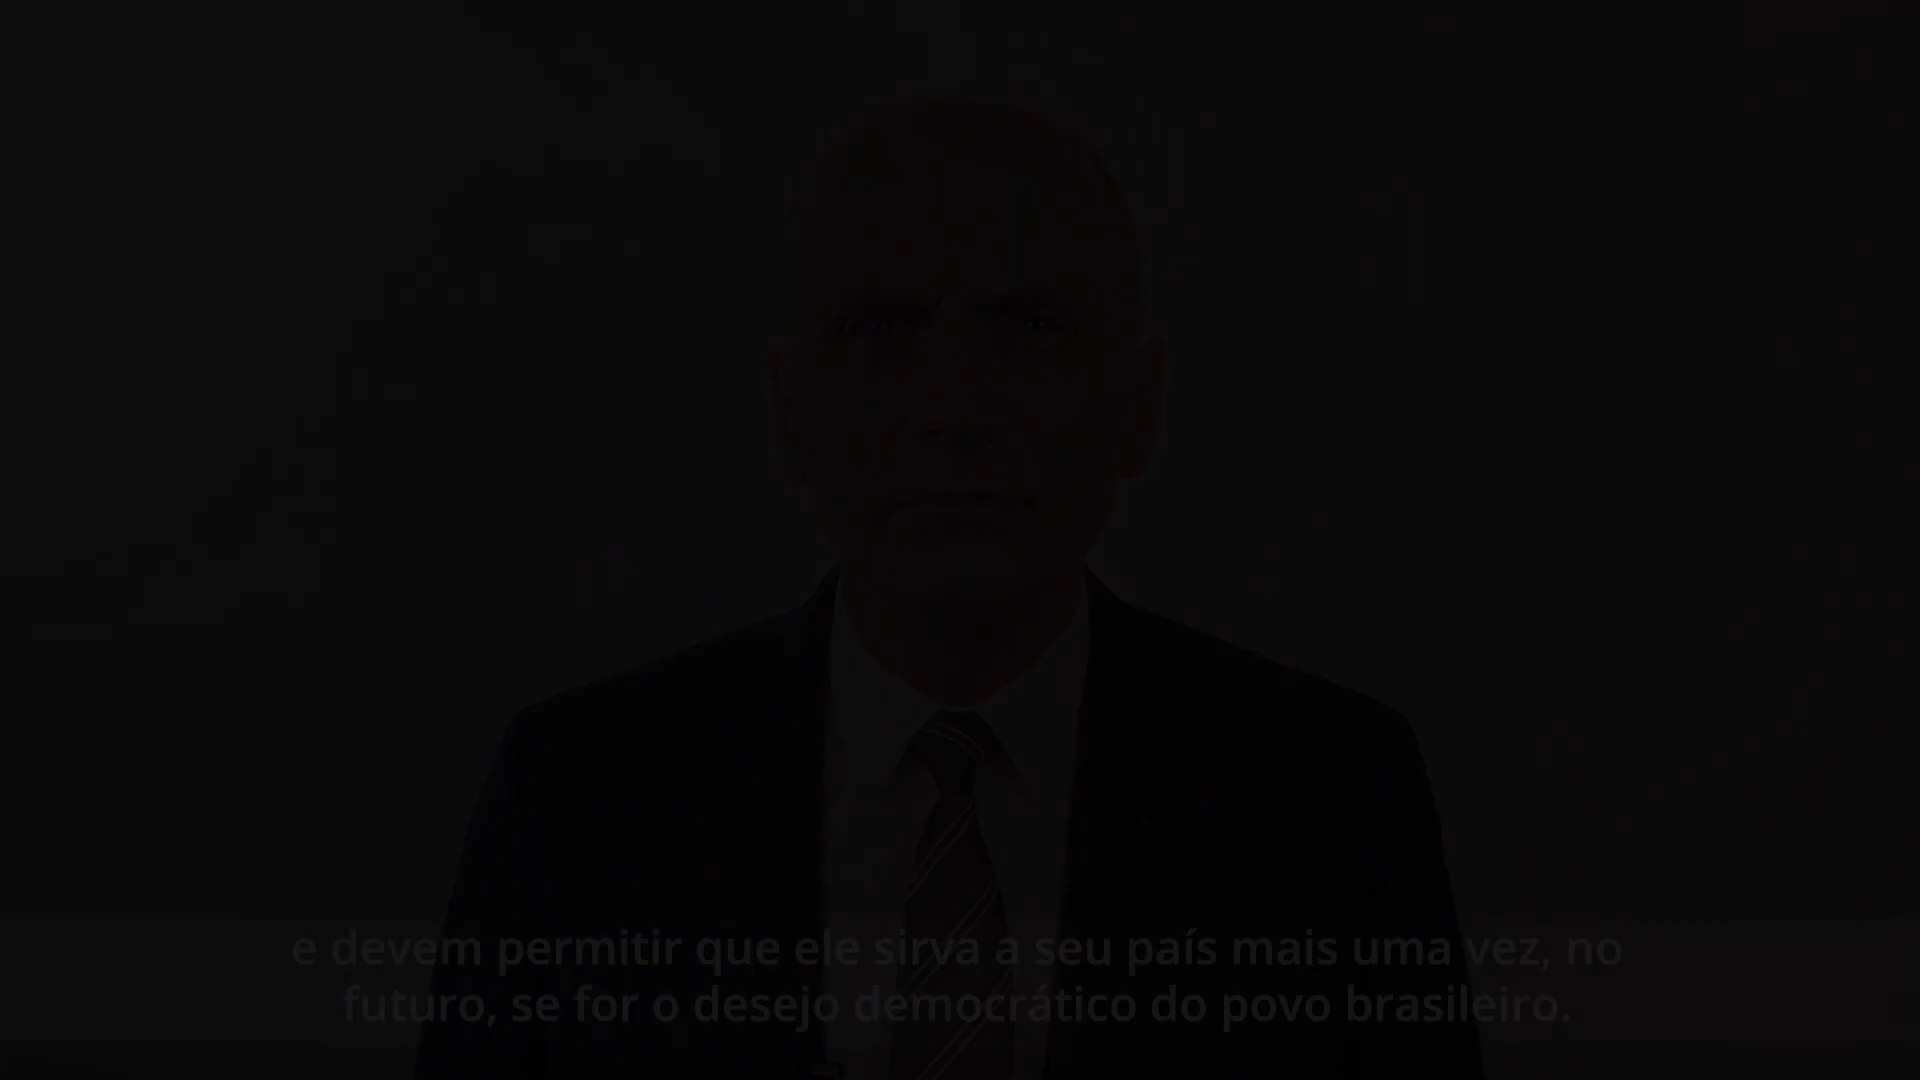 e devem permitir que ele sirva a seu país mais uma vez, no
futuro, se for o desejo democrático do povo brasileiro.